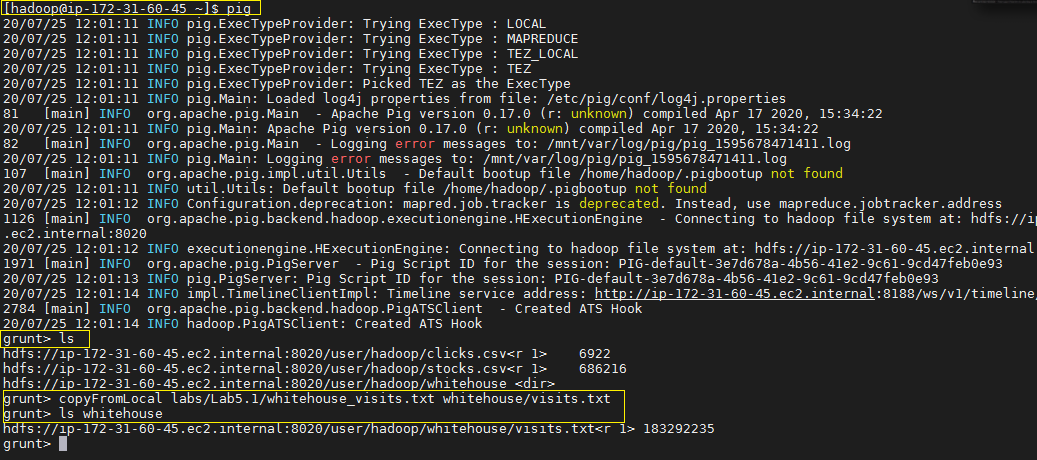 [hadoop@ip-172-31-60-45 ~]$ pig
20/07/25 12:01:11 INFO pig.ExecTypeProvider: Trying ExecType : LOCAL
20/07/25 12:01:11 INFO pig.ExecTypeProvider: Trying ExecType : MAPREDUCE
20/07/25 12:01:11 INFO pig.ExecTypeProvider: Trying ExecType : TEZ_LOCAL
20/07/25 12:01:11 INFO pig.ExecTypeProvider: Trying ExecType : TEZ
20/07/25 12:01:11 INFO pig.ExecTypeProvider: Picked TEZ as the ExecType
20/07/25 12:01:11 INFO pig.Main: Loaded log4j properties from file: /etc/pig/conf/log4j.properties
81   [main] INFO  org.apache.pig.Main  - Apache Pig version 0.17.0 (r: unknown) compiled Apr 17 2020, 15:34:22
20/07/25 12:01:11 INFO pig.Main: Apache Pig version 0.17.0 (r: unknown) compiled Apr 17 2020, 15:34:22
82   [main] INFO  org.apache.pig.Main  - Logging error messages to: /mnt/var/log/pig/pig_1595678471411.log
20/07/25 12:01:11 INFO pig.Main: Logging error messages to: /mnt/var/log/pig/pig_1595678471411.log
107  [main] INFO  org.apache.pig.impl.util.Utils  - Default bootup file /home/hadoop/.pigbootup not found
20/07/25 12:01:11 INFO util.Utils: Default bootup file /home/hadoop/.pigbootup not found
20/07/25 12:01:12 INFO Configuration.deprecation: mapred.job.tracker is deprecated. Instead, use mapreduce.jobtracker.address
1126 [main] INFO  org.apache.pig.backend.hadoop.executionengine.HExecutionEngine  - Connecting to hadoop file system at: hdfs://ip
.ec2.internal:8020
20/07/25 12:01:12 INFO executionengine.HExecutionEngine: Connecting to hadoop file system at: hdfs://ip-172-31-60-45.ec2.internal
1971 [main] INFO  org.apache.pig.PigServer  - Pig Script ID for the session: PIG-default-3e7d678a-4b56-41e2-9c61-9cd47feb0e93
20/07/25 12:01:13 INFO pig.PigServer: Pig Script ID for the session: PIG-default-3e7d678a-4b56-41e2-9c61-9cd47feb0e93
20/07/25 12:01:14 INFO impl.TimelineClientImpl: Timeline service address: http://ip-172-31-60-45.ec2.internal:8188/ws/v1/timeline/
2784 [main] INFO  org.apache.pig.backend.hadoop.PigATSClient  - Created ATS Hook
20/07/25 12:01:14 INFO hadoop.PigATSClient: Created ATS Hook
grunt> ls
hdfs://ip-172-31-60-45.ec2.internal:8020/user/hadoop/clicks.csv<r 1>    6922
hdfs://ip-172-31-60-45.ec2.internal:8020/user/hadoop/stocks.csv<r 1>    686216
hdfs://ip-172-31-60-45.ec2.internal:8020/user/hadoop/whitehouse <dir>
grunt> copyFromLocal labs/Lab5.1/whitehouse_visits.txt whitehouse/visits.txt
grunt> ls whitehouse
hdfs://ip-172-31-60-45.ec2.internal:8020/user/hadoop/whitehouse/visits.txt<r 1> 183292235
grunt>